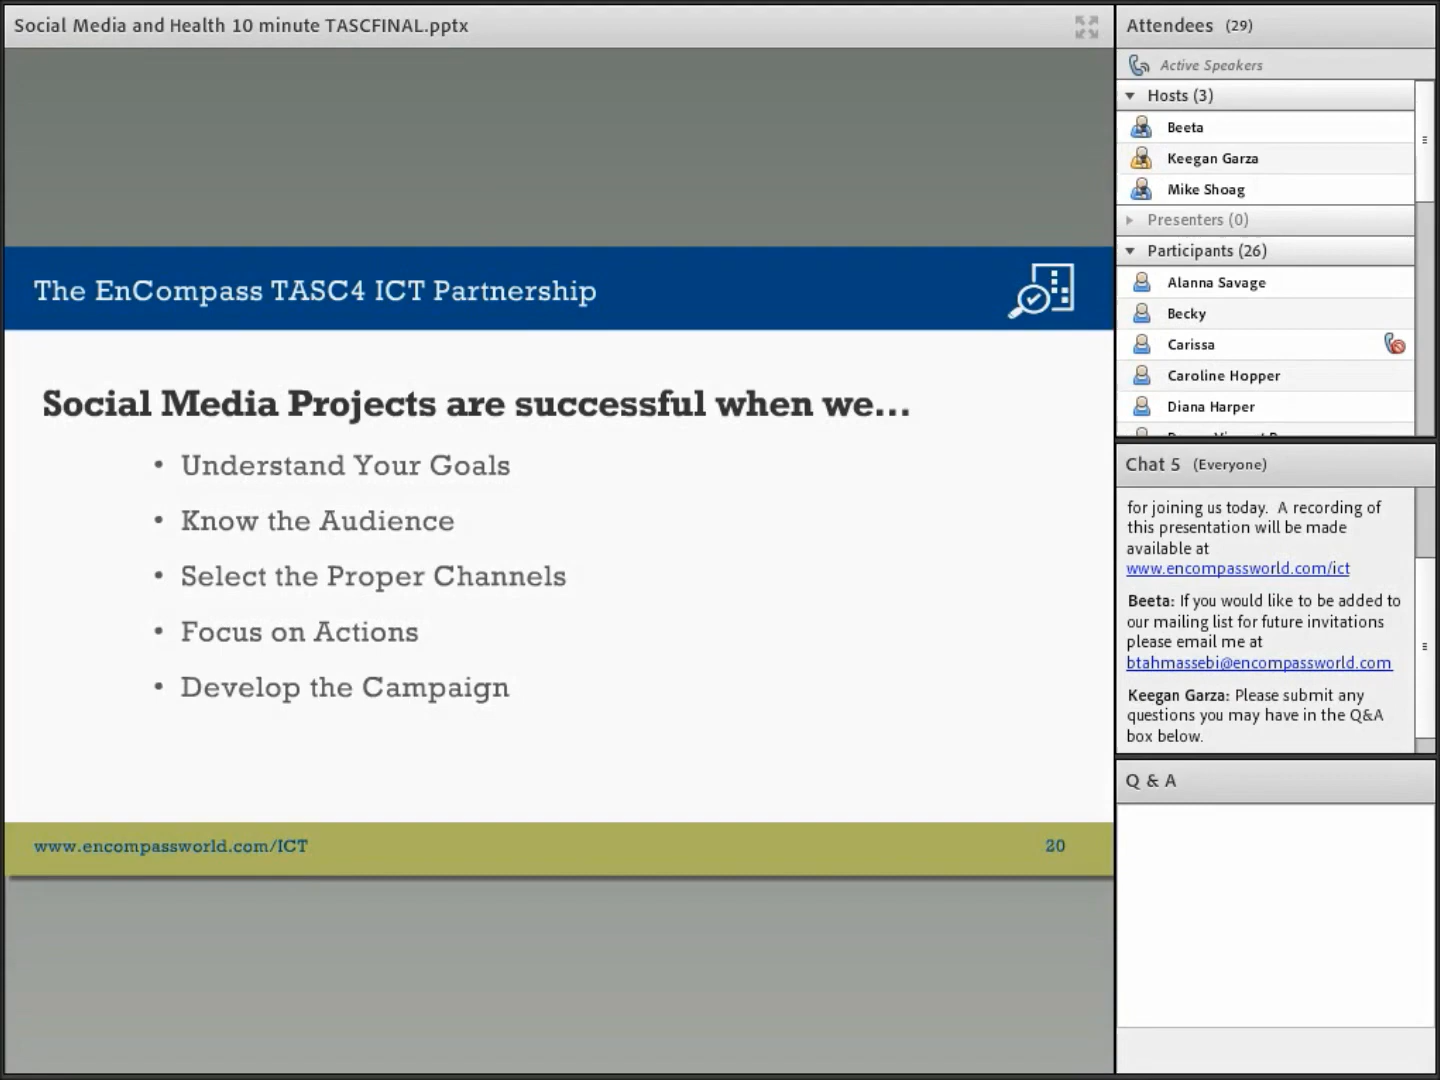 Social Media and Health 10 minute TASCFINAL.pptx
The EnCompass TASC4 ICT Partnership
Social Media Projects are successful when we...
• Understand Your Goals
• Know the Audience
• Select the Proper Channels
• Focus on Actions
• Develop the Campaign
www.encompassworld.com/ICT
20
Attendees (29)
Active Speakers
Hosts (3)
Beeta
Keegan Garza
Mike Shoag
Presenters (0)
Participants (26)
Alanna Savage
Becky
Carissa
Caroline Hopper
Diana Harper
Chat 5 (Everyone)
for joining us today. A recording of
this presentation will be made
available at
www.encompassworld.com/ict
Beeta: If you would like to be added to
our mailing list for future invitations
please email me at
btahmassebi@encompassworld.com
Keegan Garza: Please submit any
questions you may have in the Q&A
box below.
Q & A